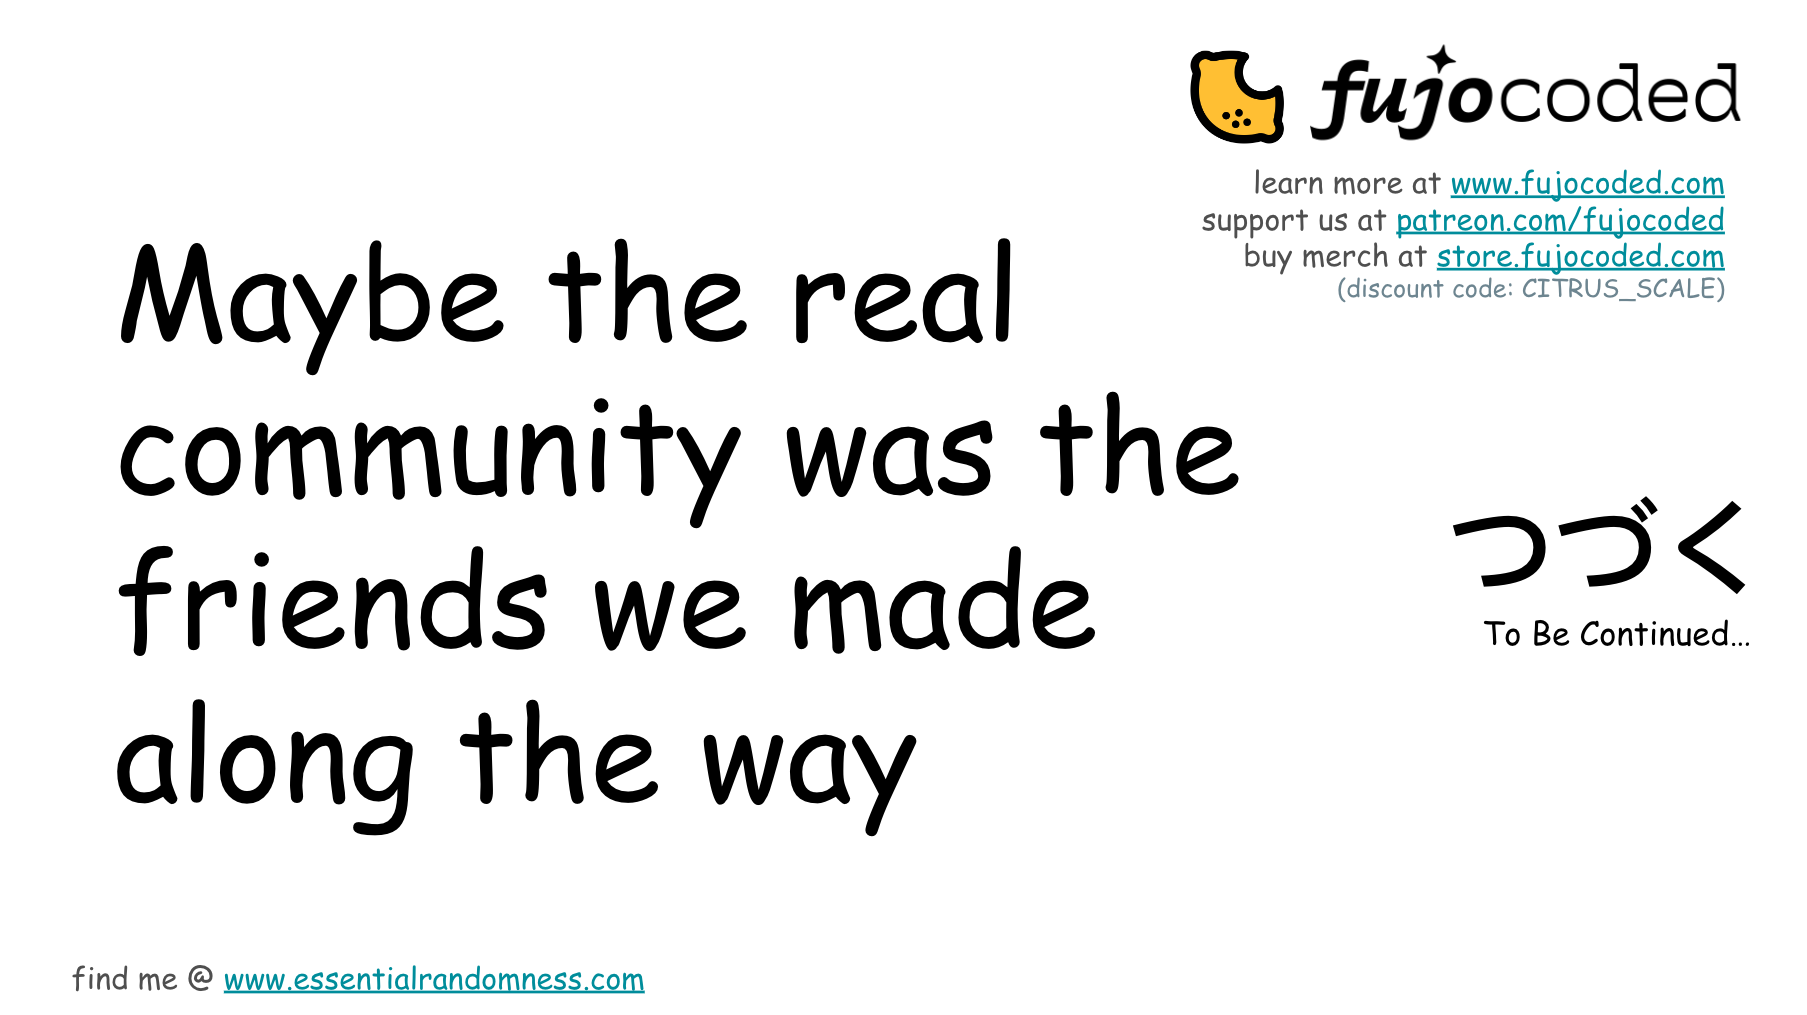 fujocoded
learn more at www.fujocoded.com
support us at patreon.com/fujocoded
buy merch at store.fujocoded.com
(discount code: CITRUS_SCALE)
Maybe the real
community was the
friends we made
along the way
つづく
To Be Continued...
find me @ www.essentialrandomness.com